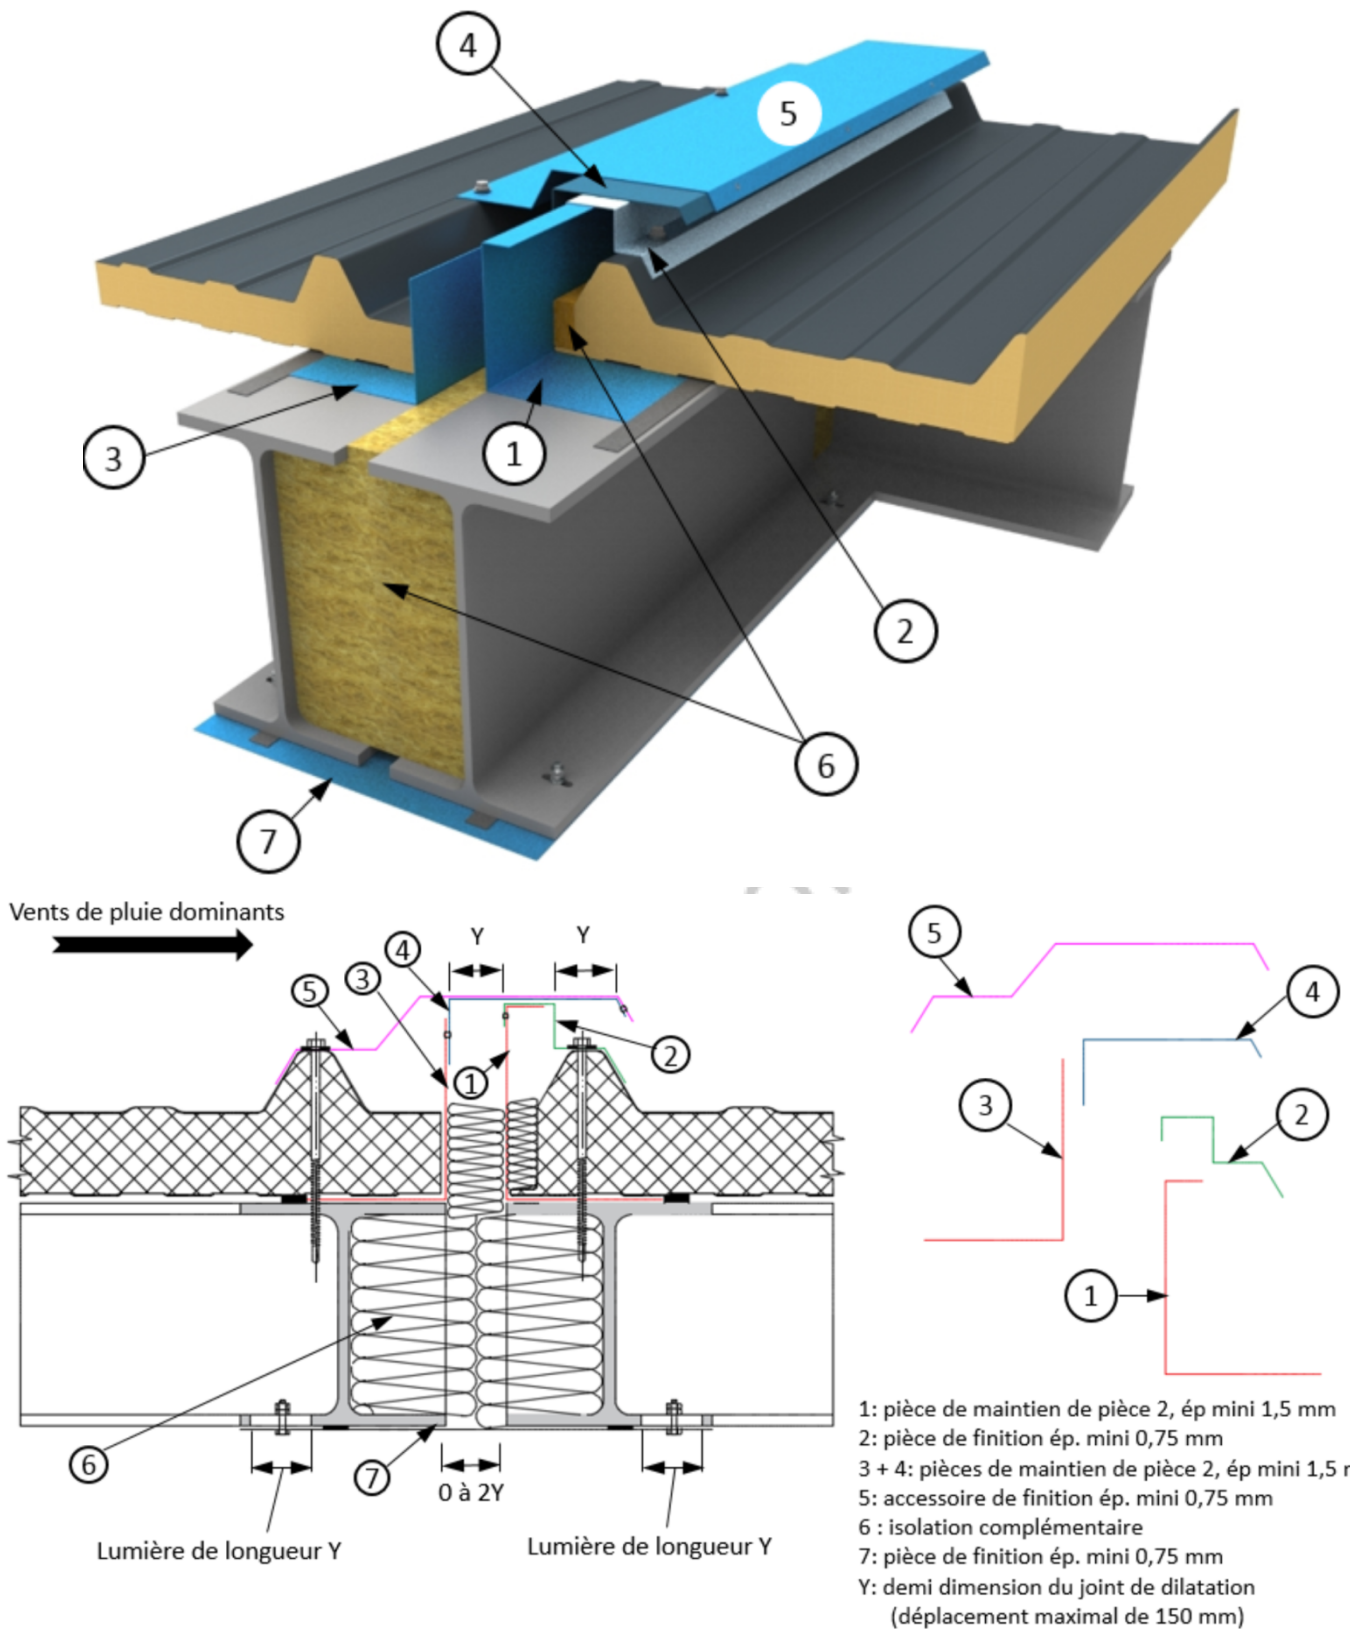 4
5
3
1
2
6
7
Vents de pluie dominants
Y
Y
4
3
5
2
1
6
7
0 à 2Y
Lumière de longueur Y
Lumière de longueur Y
5
4
3
2
1
1: pièce de maintien de pièce 2, ép mini 1,5 mm
2: pièce de finition ép. mini 0,75 mm
3 + 4: pièces de maintien de pièce 2, ép mini 1,5
5: accessoire de finition ép. mini 0,75 mm
6 : isolation complémentaire
7: pièce de finition ép. mini 0,75 mm
Y: demi dimension du joint de dilatation
(déplacement maximal de 150 mm)